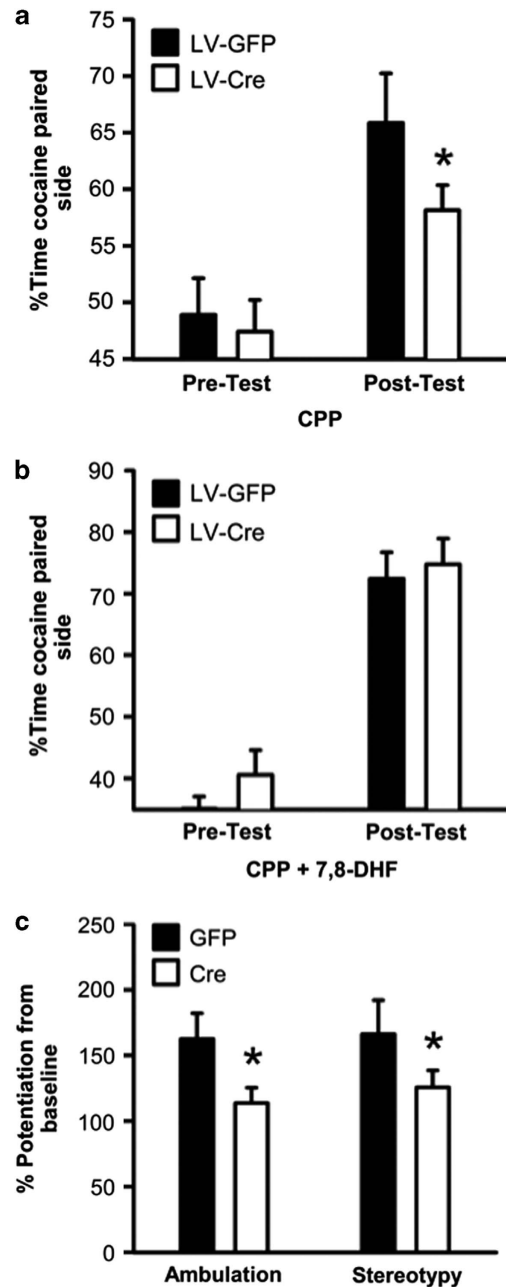 a
LV-GFP
LV-Cre
75
70
65
60
55
50
45
%Time cocaine paired
side
*
Pre-Test
Post-Test
CPP
b
LV-GFP
LV-Cre
90
80
70
60
50
40
%Time cocaine paired
side
Pre-Test
Post-Test
CPP + 7,8-DHF
c
GFP
Cre
250
200
150
100
50
0
% Potentiation from
baseline
*
*
Ambulation
Stereotypy